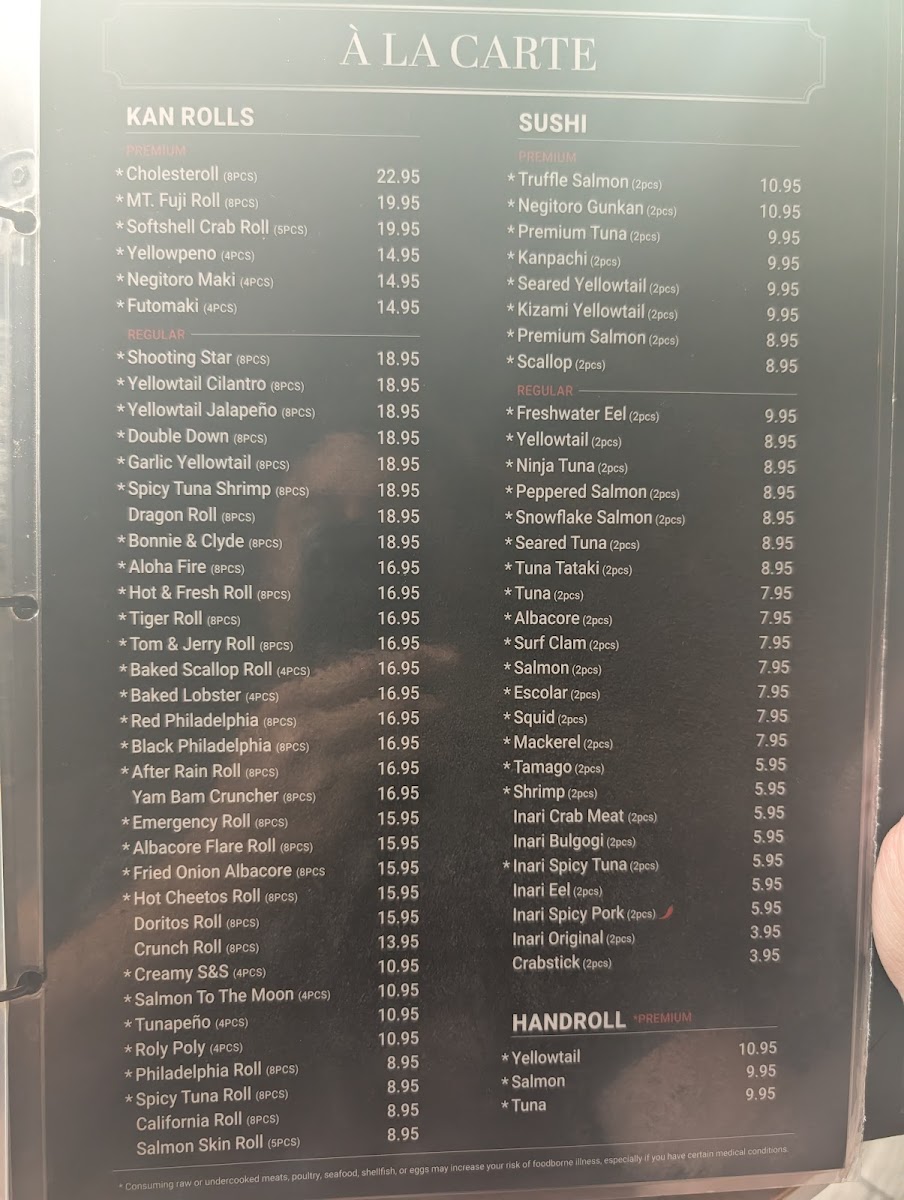 À LA CARTE
KAN ROLLS
PREMIUM
*Cholesteroll (8PCS) 22.95
*MT. Fuji Roll (8PCS) 19.95
*Softshell Crab Roll (5PCS) 19.95
*Yellowpeno (4PCS) 14.95
*Negitoro Maki (4PCS) 14.95
*Futomaki (4PCS) 14.95
REGULAR
*Shooting Star (8PCS) 18.95
*Yellowtail Cilantro (8PCS) 18.95
*Yellowtail Jalapeño (8PCS) 18.95
*Double Down (8PCS) 18.95
*Garlic Yellowtail (8PCS) 18.95
*Spicy Tuna Shrimp (8PCS) 18.95
Dragon Roll (8PCS) 18.95
*Bonnie & Clyde (8PCS) 18.95
*Aloha Fire (8PCS) 16.95
*Hot & Fresh Roll (8PCS) 16.95
*Tiger Roll (8PCS) 16.95
*Tom & Jerry Roll (8PCS) 16.95
*Baked Scallop Roll (4PCS) 16.95
*Baked Lobster (4PCS) 16.95
*Red Philadelphia (8PCS) 16.95
*Black Philadelphia (8PCS) 16.95
*After Rain Roll (8PCS) 16.95
Yam Bam Cruncher (8PCS) 16.95
*Emergency Roll (8PCS) 15.95
*Albacore Flare Roll (8PCS) 15.95
*Fried Onion Albacore (8PCS 15.95
*Hot Cheetos Roll (8PCS) 15.95
Doritos Roll (8PCS) 15.95
Crunch Roll (8PCS) 13.95
*Creamy S&S (4PCS) 10.95
*Salmon To The Moon (4PCS) 10.95
*Tunapeño (4PCS) 10.95
*Roly Poly (4PCS) 10.95
*Philadelphia Roll (8PCS) 8.95
*Spicy Tuna Roll (8PCS) 8.95
California Roll (8PCS) 8.95
Salmon Skin Roll (5PCS) 8.95
SUSHI
PREMIUM
*Truffle Salmon (2pcs) 10.95
*Negitoro Gunkan (2pcs) 10.95
*Premium Tuna (2pcs) 9.95
*Kanpachi (2pcs) 9.95
*Seared Yellowtail (2pcs) 9.95
*Kizami Yellowtail (2pcs) 9.95
*Premium Salmon (2pcs) 8.95
*Scallop (2pcs) 8.95
REGULAR
*Freshwater Eel (2pcs) 9.95
*Yellowtail (2pcs) 8.95
*Ninja Tuna (2pcs) 8.95
*Peppered Salmon (2pcs) 8.95
*Snowflake Salmon (2pcs) 8.95
*Seared Tuna (2pcs) 8.95
*Tuna Tataki (2pcs) 8.95
*Tuna (2pcs) 7.95
*Albacore (2pcs) 7.95
*Surf Clam (2pcs) 7.95
*Salmon (2pcs) 7.95
*Escolar (2pcs) 7.95
*Squid (2pcs) 7.95
*Mackerel (2pcs) 7.95
*Tamago (2pcs) 5.95
*Shrimp (2pcs) 5.95
Inari Crab Meat (2pcs) 5.95
Inari Bulgogi (2pcs) 5.95
*Inari Spicy Tuna (2pcs) 5.95
Inari Eel (2pcs) 5.95
Inari Spicy Pork (2pcs) 5.95
Inari Original (2pcs) 3.95
Crabstick (2pcs) 3.95
HANDROLL *PREMIUM
*Yellowtail 10.95
*Salmon 9.95
*Tuna 9.95
* Consuming raw or undercooked meats, poultry, seafood, shellfish, or eggs may increase your risk of foodborne illness, especially if you have certain medical conditions.